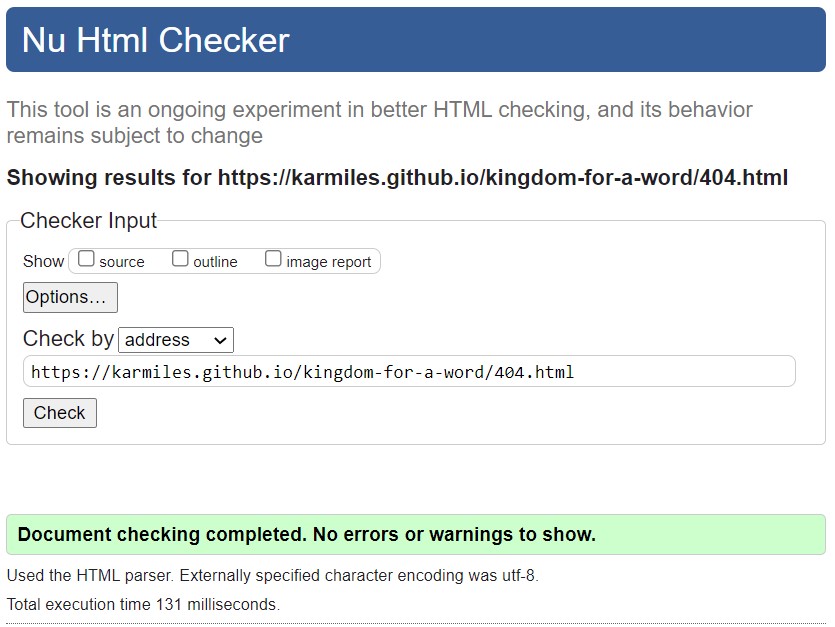 Nu Html Checker
This tool is an ongoing experiment in better HTML checking, and its behavior
remains subject to change
Showing results for https://karmiles.github.io/kingdom-for-a-word/404.html
Checker Input
Show source outline image report
Options...
Check by address
https://karmiles.github.io/kingdom-for-a-word/404.html
Check
Document checking completed. No errors or warnings to show.
Used the HTML parser. Externally specified character encoding was utf-8.
Total execution time 131 milliseconds.